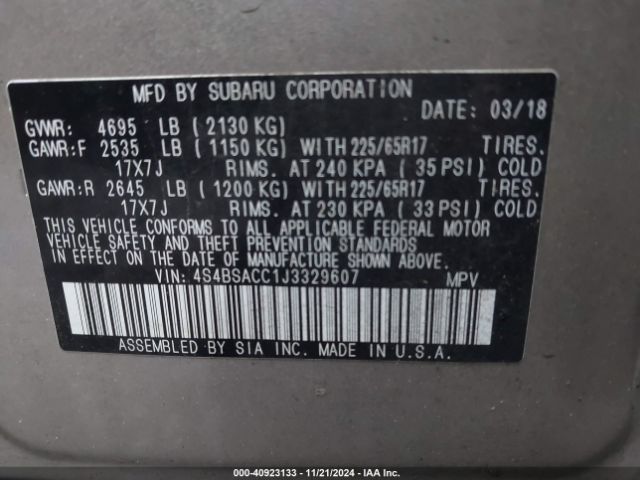 MFD BY SUBARU CORPORATION
DATE: 03/18
GVWR: 4695 LB (2130 KG)
GAWR:F 2535 LB (1150 KG) WITH 225/65R17 TIRES.
17X7J RIMS. AT 240 KPA (35 PSI) COLD
GAWR:R 2645 LB (1200 KG) WITH 225/65R17 TIRES.
17X7J RIMS. AT 230 KPA (33 PSI) COLD
THIS VEHICLE CONFORMS TO ALL APPLICABLE FEDERAL MOTOR
VEHICLE SAFETY AND THEFT PREVENTION STANDARDS
IN EFFECT ON THE DATE OF MANUFACTURE SHOWN ABOVE.
VIN: 4S4BSACC1J3329607 MPV
ASSEMBLED BY SIA INC. MADE IN U.S.A.
000-40923133 - 11/21/2024 - IAA Inc.